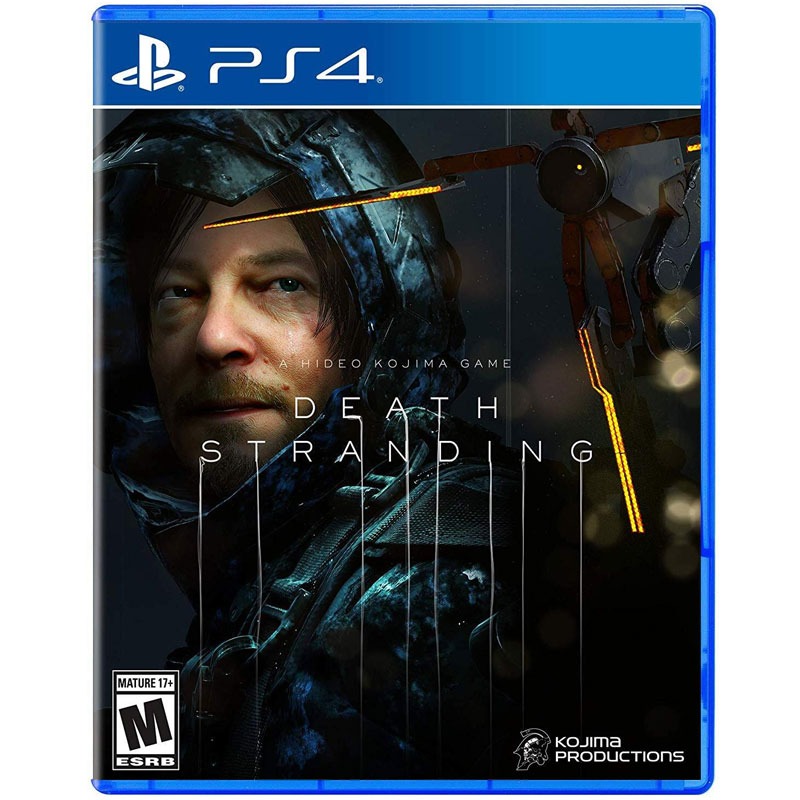 PS4
A HIDEO KOJIMA GAME
DEATH
STRANDING
MATURE 17+
M
ESRB
KOJIMA
PRODUCTIONS